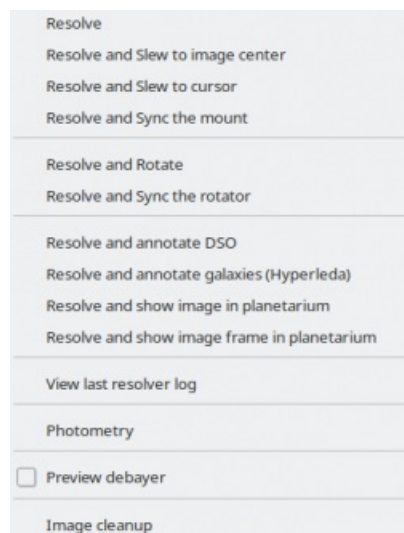 Resolve
Resolve and Slew to image center
Resolve and Slew to cursor
Resolve and Sync the mount
Resolve and Rotate
Resolve and Sync the rotator
Resolve and annotate DSO
Resolve and annotate galaxies (Hyperleda)
Resolve and show image in planetarium
Resolve and show image frame in planetarium
View last resolver log
Photometry
Preview debayer
Image cleanup